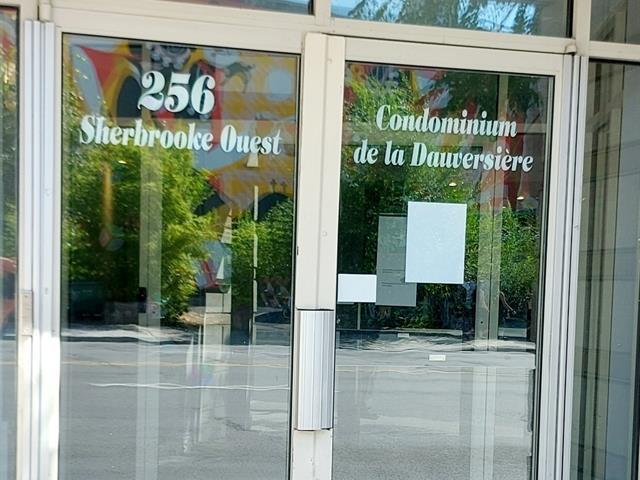 256
Sherbrooke Ouest
Condominium
de la Dauversière